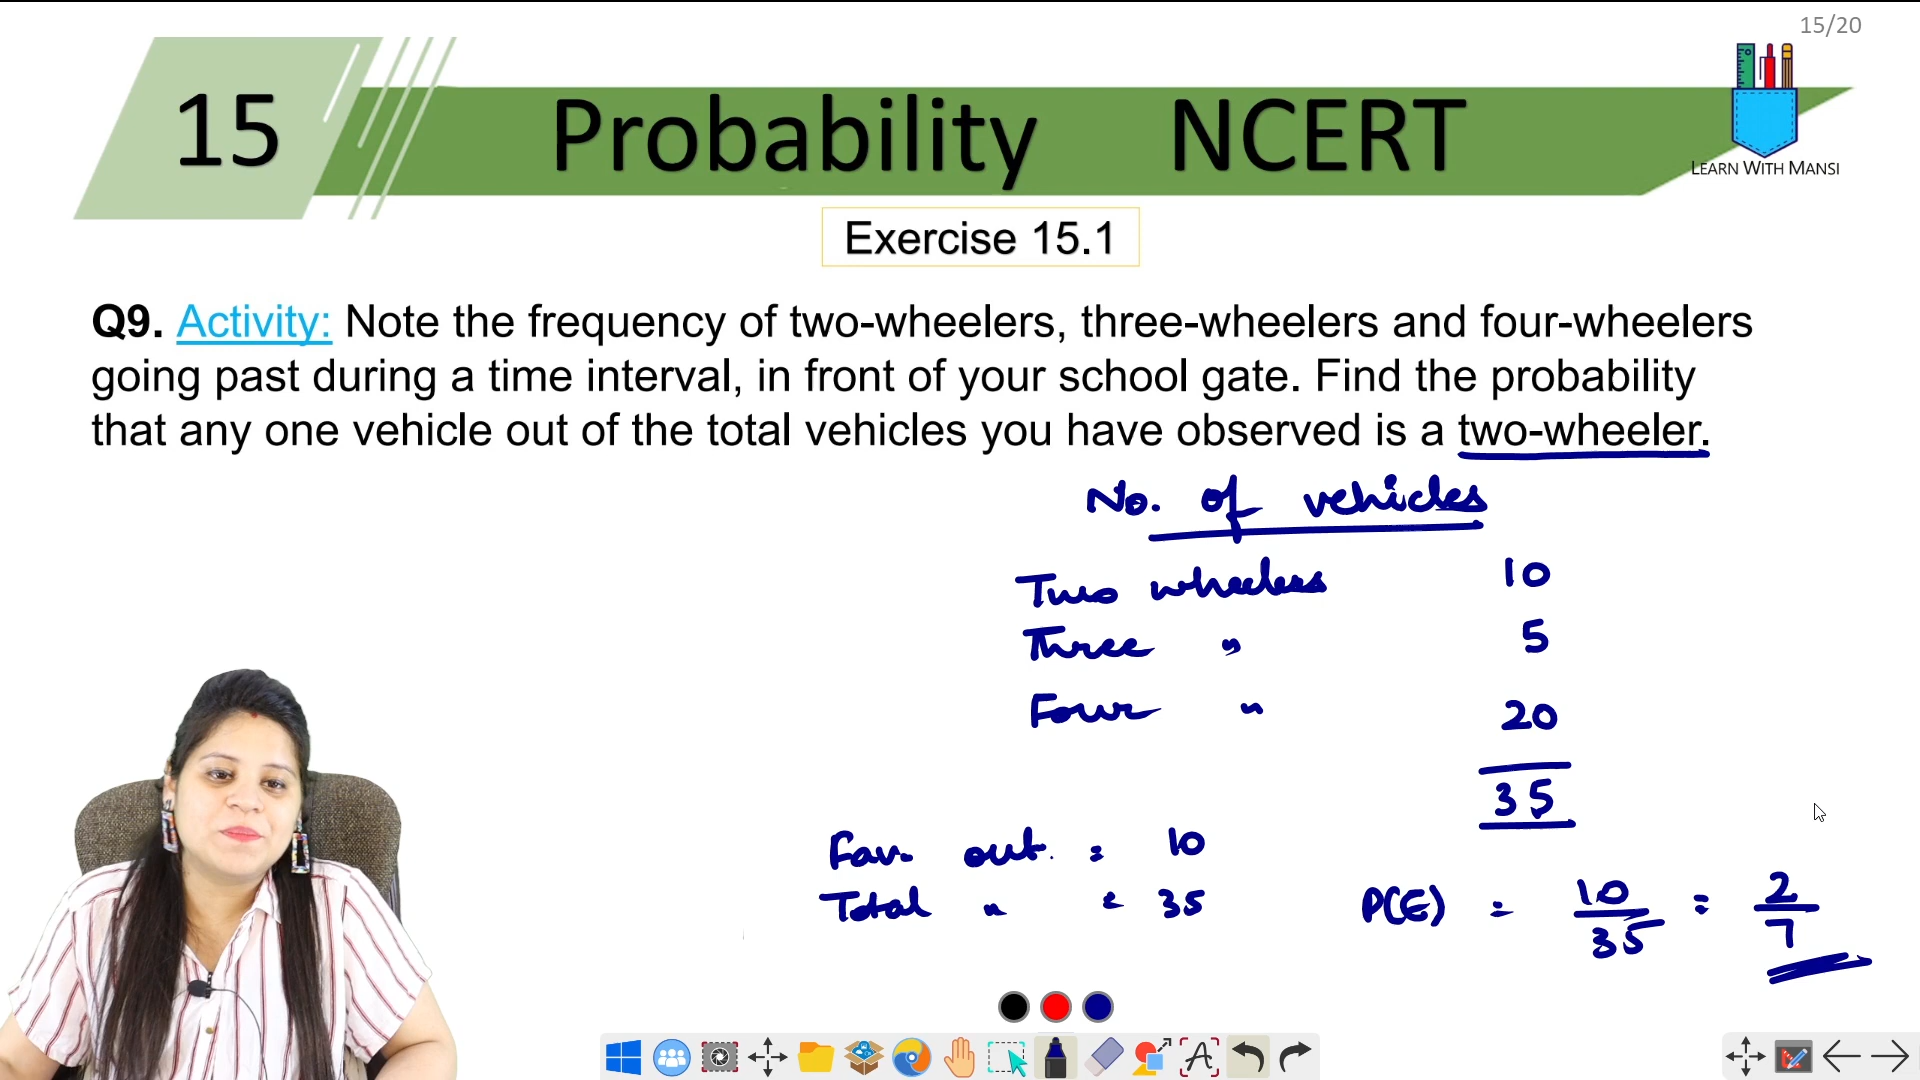 15/20
15 Probability NCERT
LEARN WITH MANSI
Exercise 15.1
Q9. Activity: Note the frequency of two-wheelers, three-wheelers and four-wheelers
going past during a time interval, in front of your school gate. Find the probability
that any one vehicle out of the total vehicles you have observed is a two-wheeler.
No. of vehicles
Two wheelers 10
Three " 5
Four " 20
35
Fav. out. = 10
Total " = 35
P(E) = 10/35 = 2/7